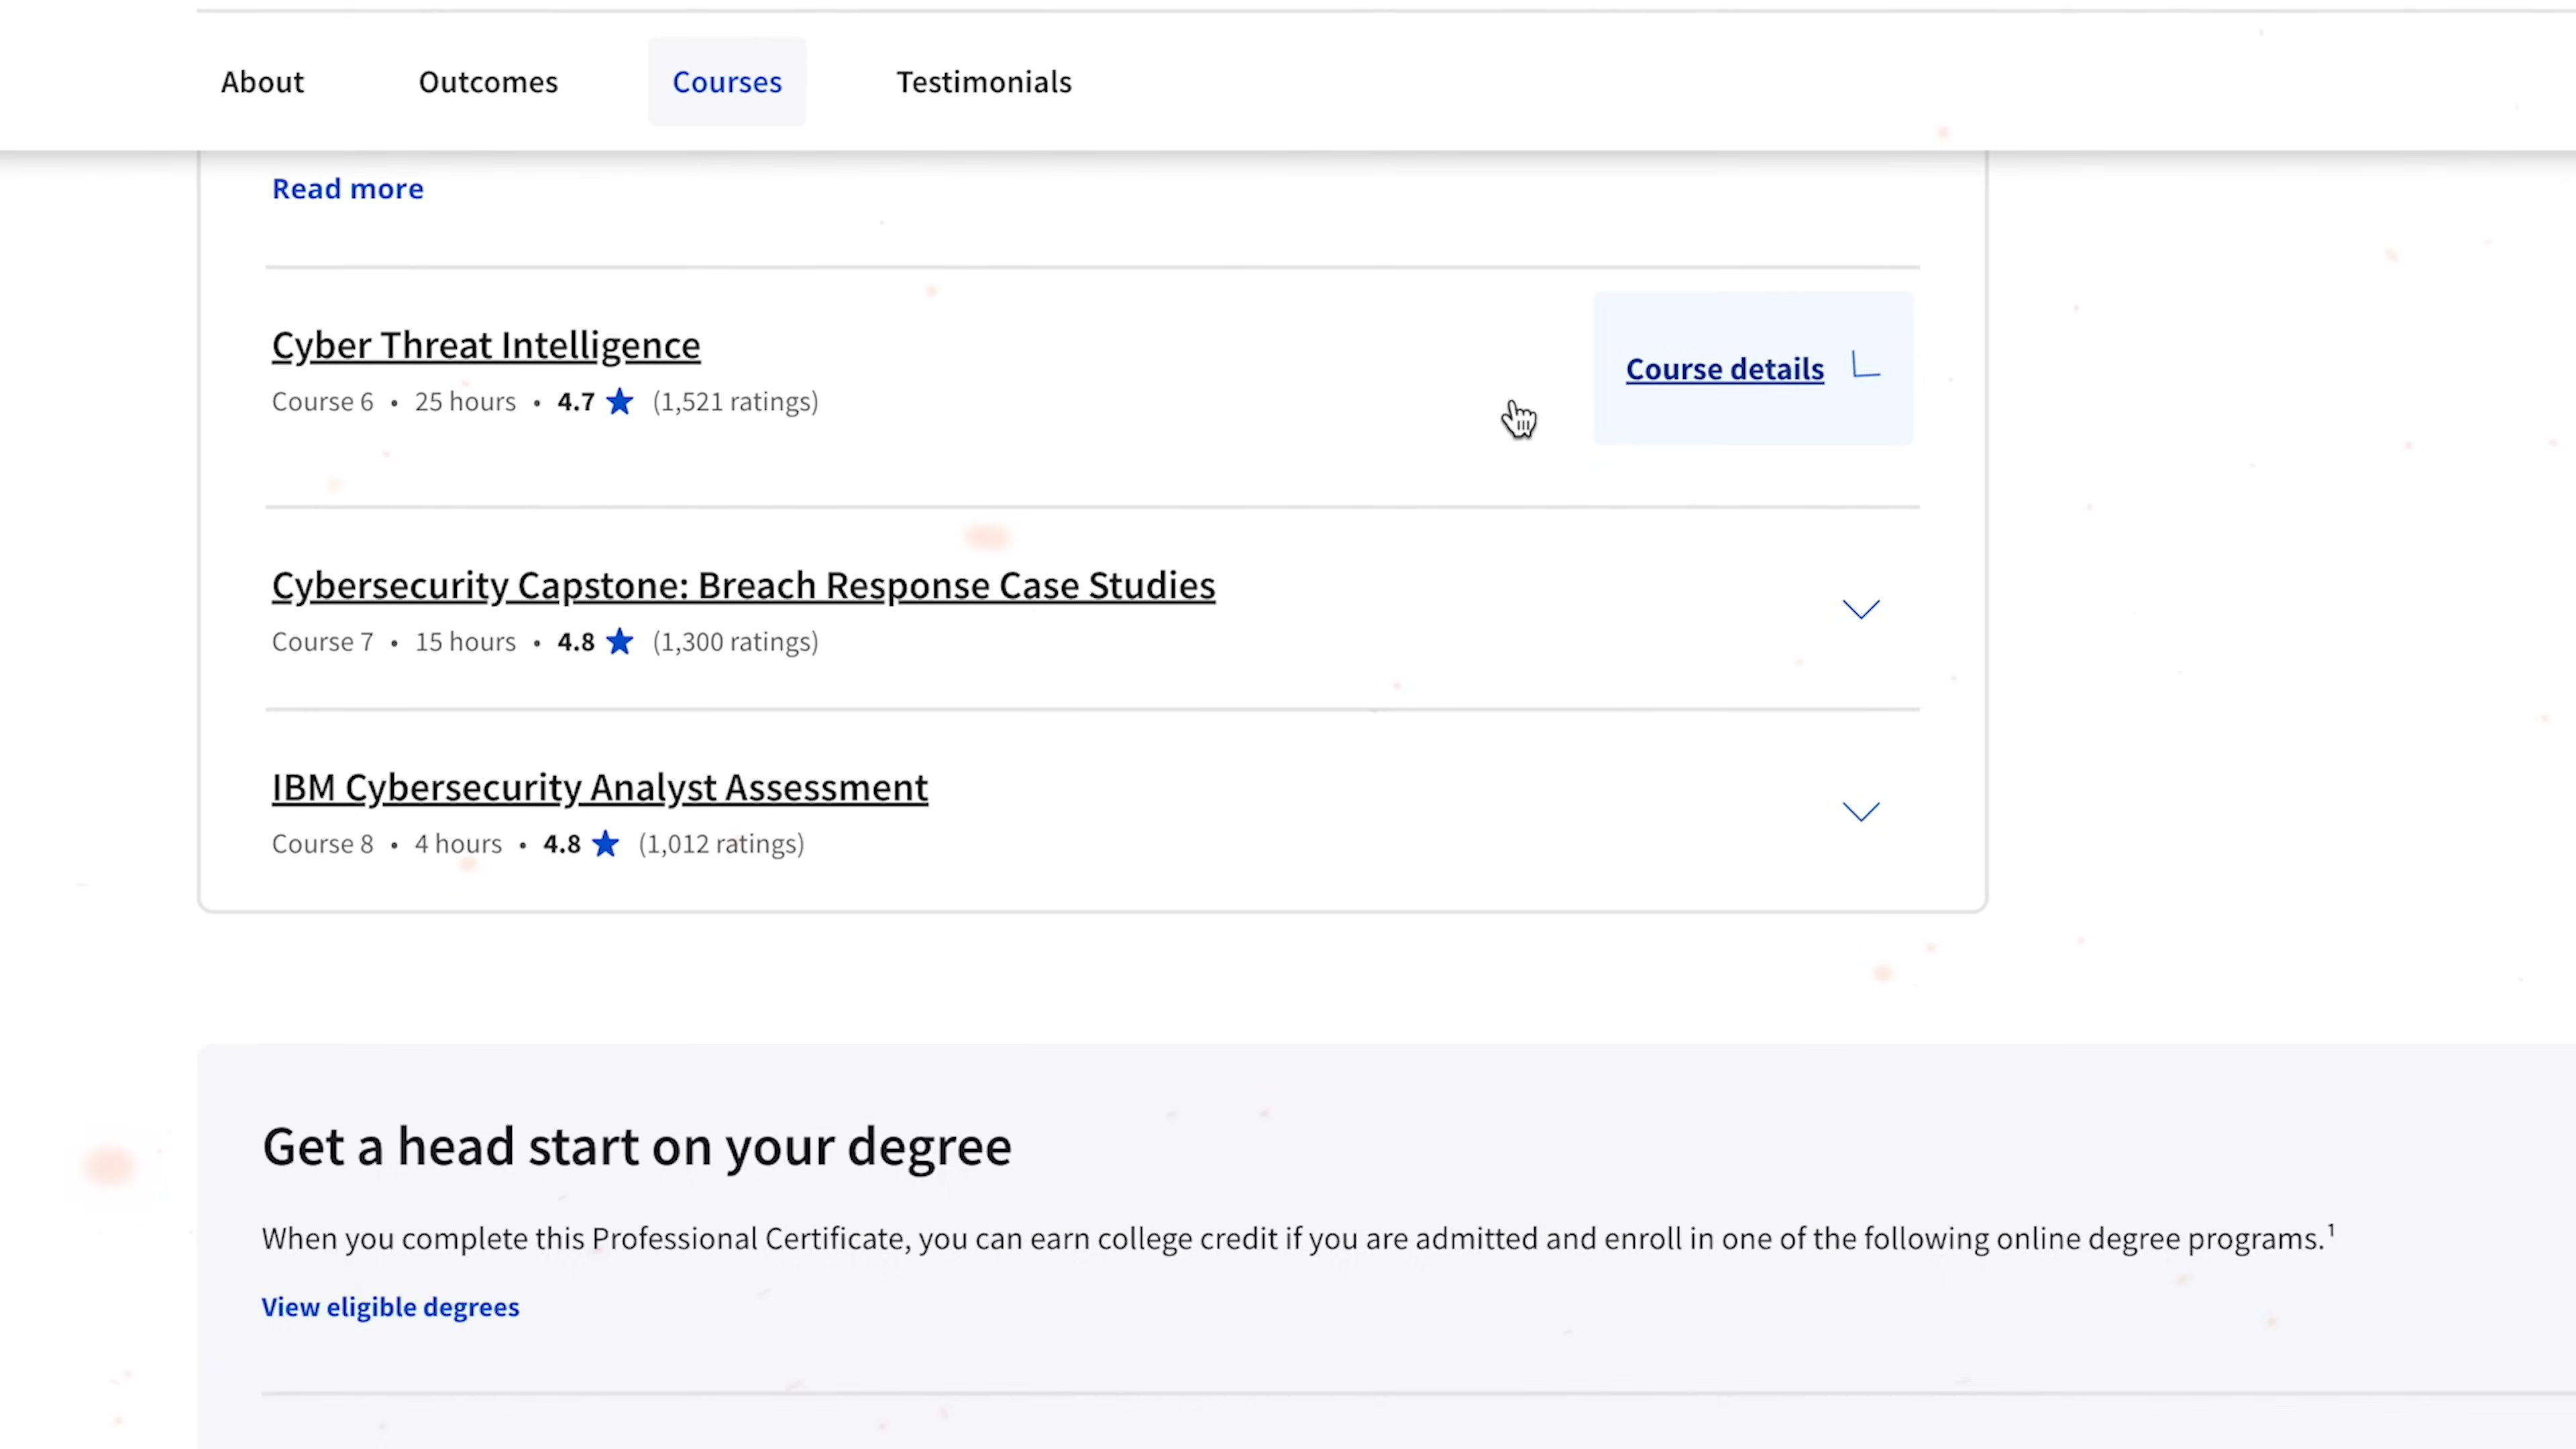 About Outcomes Courses Testimonials
Read more
Cyber Threat Intelligence
Course details
Course 6 • 25 hours • 4.7 ★ (1,521 ratings)
Cybersecurity Capstone: Breach Response Case Studies
Course 7 • 15 hours • 4.8 ★ (1,300 ratings)
IBM Cybersecurity Analyst Assessment
Course 8 • 4 hours • 4.8 ★ (1,012 ratings)
Get a head start on your degree
When you complete this Professional Certificate, you can earn college credit if you are admitted and enroll in one of the following online degree programs.¹
View eligible degrees